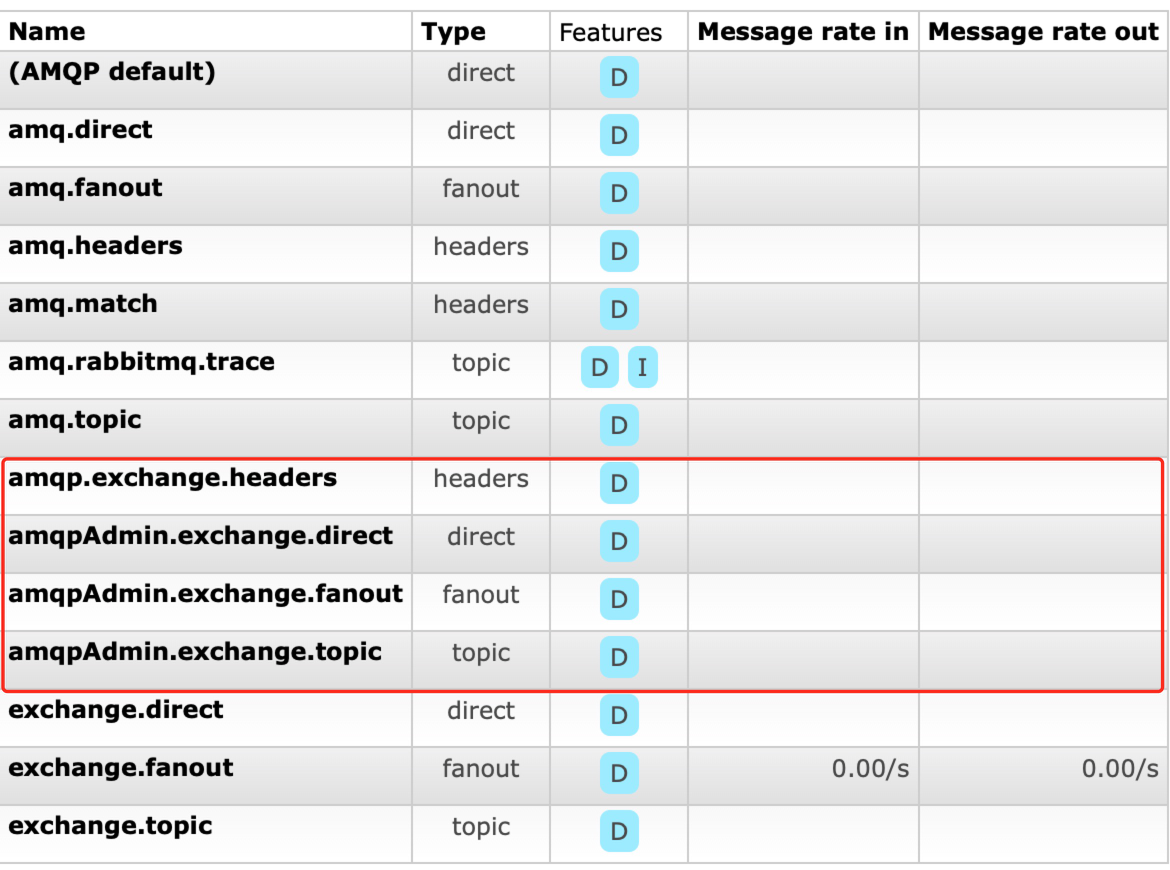 Name Type Features Message rate in Message rate out
(AMQP default) direct D
amq.direct direct D
amq.fanout fanout D
amq.headers headers D
amq.match headers D
amq.rabbitmq.trace topic D I
amq.topic topic D
amqp.exchange.headers headers D
amqpAdmin.exchange.direct direct D
amqpAdmin.exchange.fanout fanout D
amqpAdmin.exchange.topic topic D
exchange.direct direct D
exchange.fanout fanout D 0.00/s 0.00/s
exchange.topic topic D